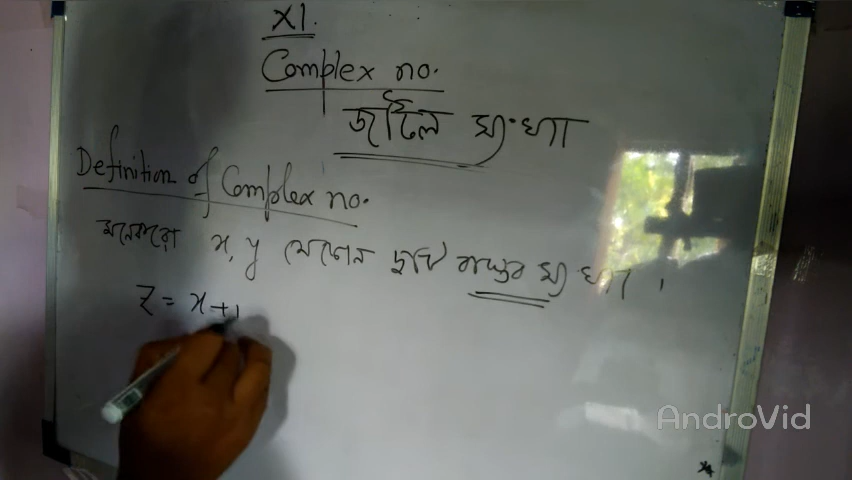 XI.
Complex no.
জটিল সংখ্যা
Definition of Complex no.
মনেকরো x, y যেকোন দুটি বাস্তব সংখ্যা ।
z = x +
AndroVid